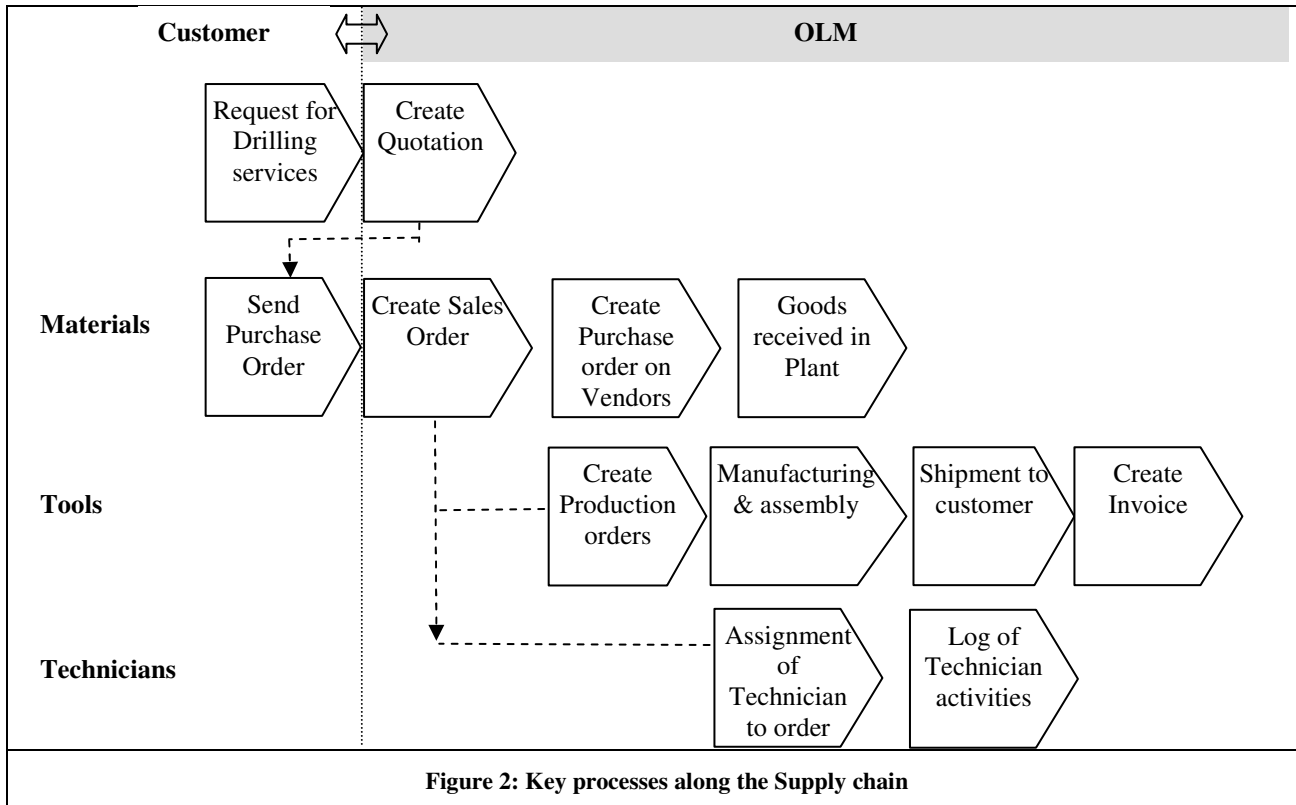 Customer
OLM
Request for
Drilling
services
Create
Quotation
Materials
Send
Purchase
Order
Create Sales
Order
Create
Purchase
order on
Vendors
Goods
received in
Plant
Tools
Create
Production
orders
Manufacturing
& assembly
Shipment to
customer
Create
Invoice
Technicians
Assignment
of
Technician
to order
Log of
Technician
activities
Figure 2: Key processes along the Supply chain